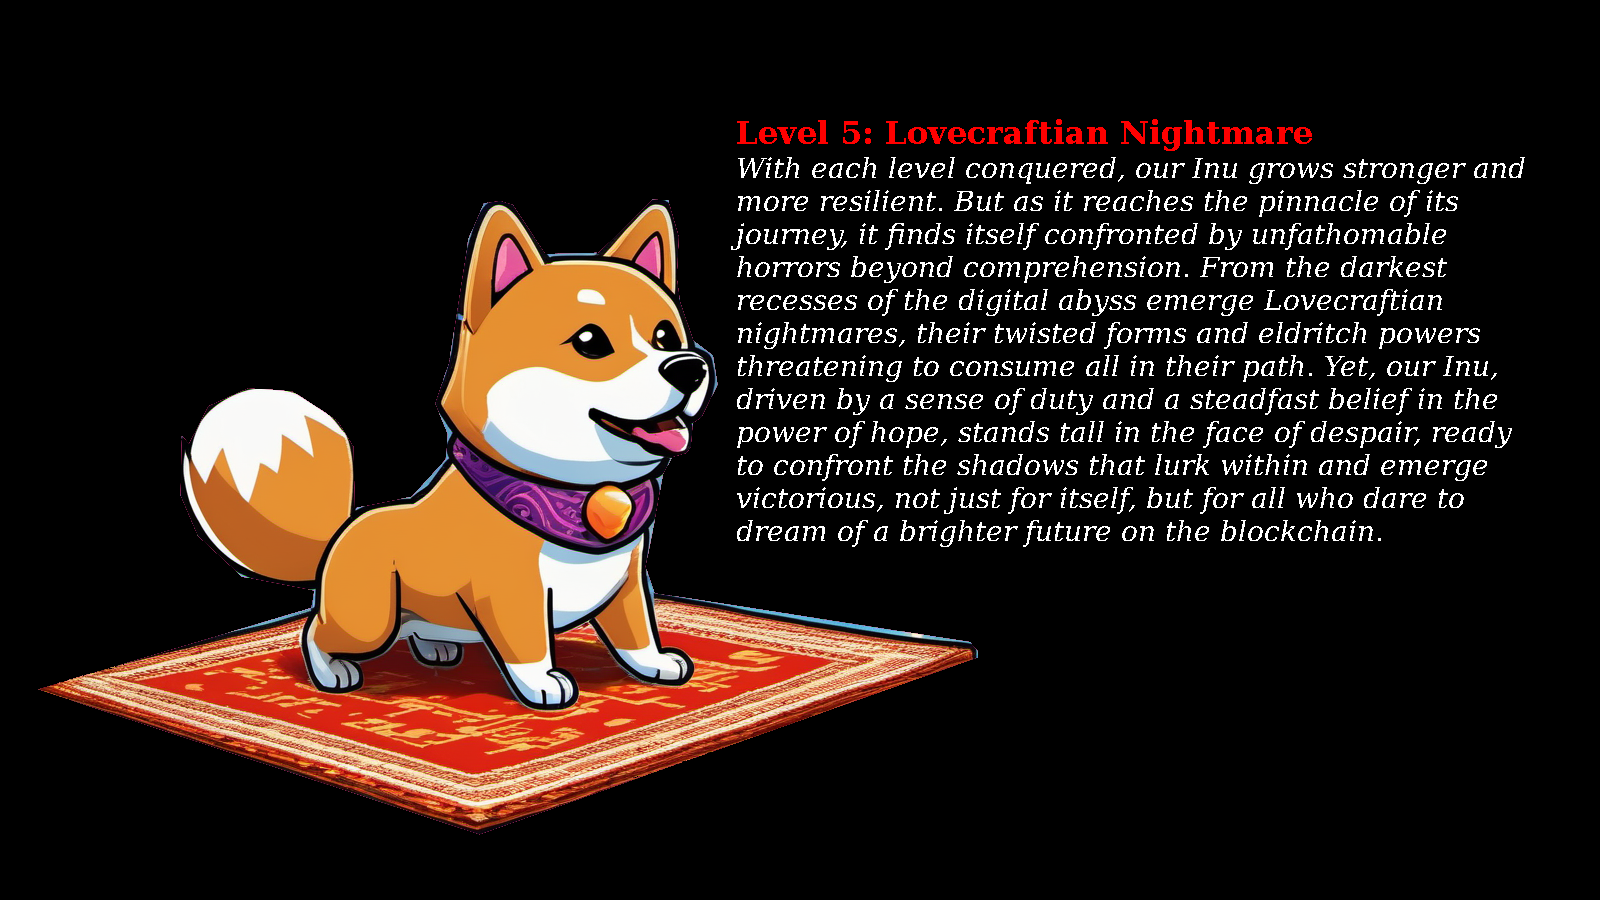 Level 5: Lovecraftian Nightmare
With each level conquered, our Inu grows stronger and
more resilient. But as it reaches the pinnacle of its
journey, it finds itself confronted by unfathomable
horrors beyond comprehension. From the darkest
recesses of the digital abyss emerge Lovecraftian
nightmares, their twisted forms and eldritch powers
threatening to consume all in their path. Yet, our Inu,
driven by a sense of duty and a steadfast belief in the
power of hope, stands tall in the face of despair, ready
to confront the shadows that lurk within and emerge
victorious, not just for itself, but for all who dare to
dream of a brighter future on the blockchain.